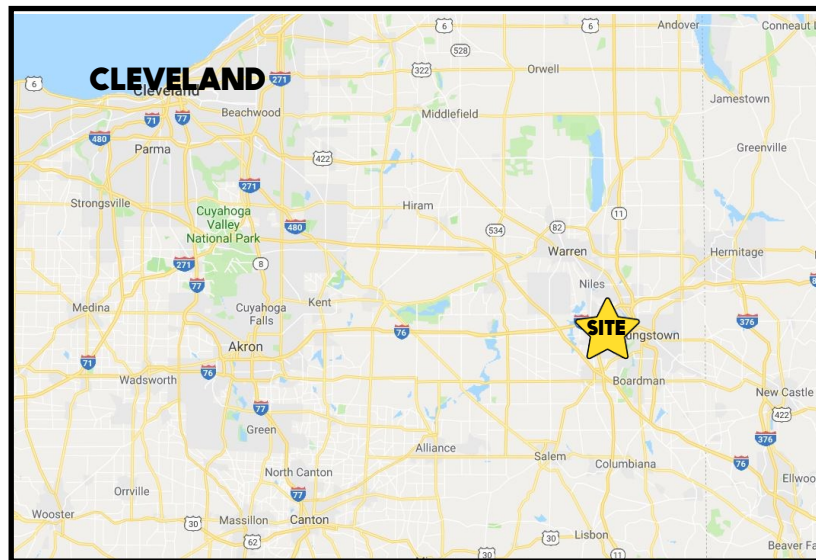 6
6
Andover
Conneaut L
528
322
Orwell
CLEVELAND
271
6
Cleveland
Jamestown
Beachwood
Middlefield
71
77
480
Parma
422
Greenville
271
Strongsville
Hiram
Cuyahoga
Valley
National Park
11
480
534
82
Warren
Hermitage
271
8
77
Niles
Medina
Cuyahoga
Falls
Kent
SITE
ungstown
376
76
Akron
71
76
Wadsworth
Boardman
77
New Castle
422
Green
376
Alliance
Salem
Columbiana
76
North Canton
Ellwo
77
Orrville
Wooster
30
Massillon
Canton
62
Lisbon
30
30
11
Beaver Fa